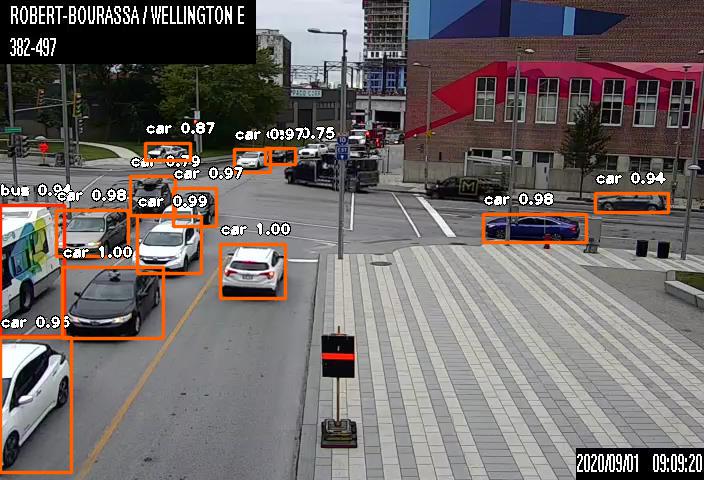 ROBERT-BOURASSA / WELLINGTON E
382-497
car 0.87
car 0.97
0.75
car 0.79
car 0.97
car 0.94
bus 0.94
car 0.98
car 0.99
car 0.98
car 1.00
car 1.00
car 0.95
M
2020/09/01 09:09:20